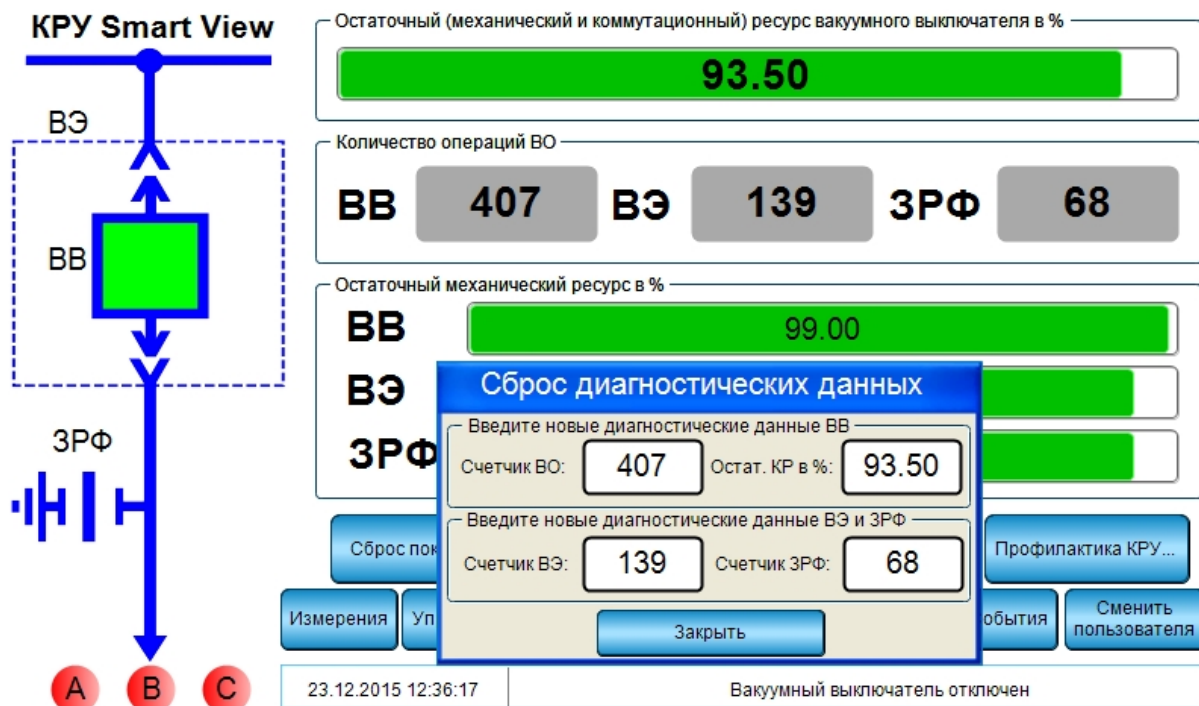 КРУ Smart View
ВЭ
ВВ
ЗРФ
A B C
Остаточный (механический и коммутационный) ресурс вакуумного выключателя в %
93.50
Количество операций ВО
ВВ 407 ВЭ 139 ЗРФ 68
Остаточный механический ресурс в %
ВВ 99.00
ВЭ
ЗРФ
Сброс диагностических данных
Введите новые диагностические данные ВВ
Счетчик ВО: 407 Остат. КР в %: 93.50
Введите новые диагностические данные ВЭ и ЗРФ
Счетчик ВЭ: 139 Счетчик ЗРФ: 68
Закрыть
Сброс
Профилактика КРУ...
Измерения
Сменить
пользователя
23.12.2015 12:36:17 Вакуумный выключатель отключен